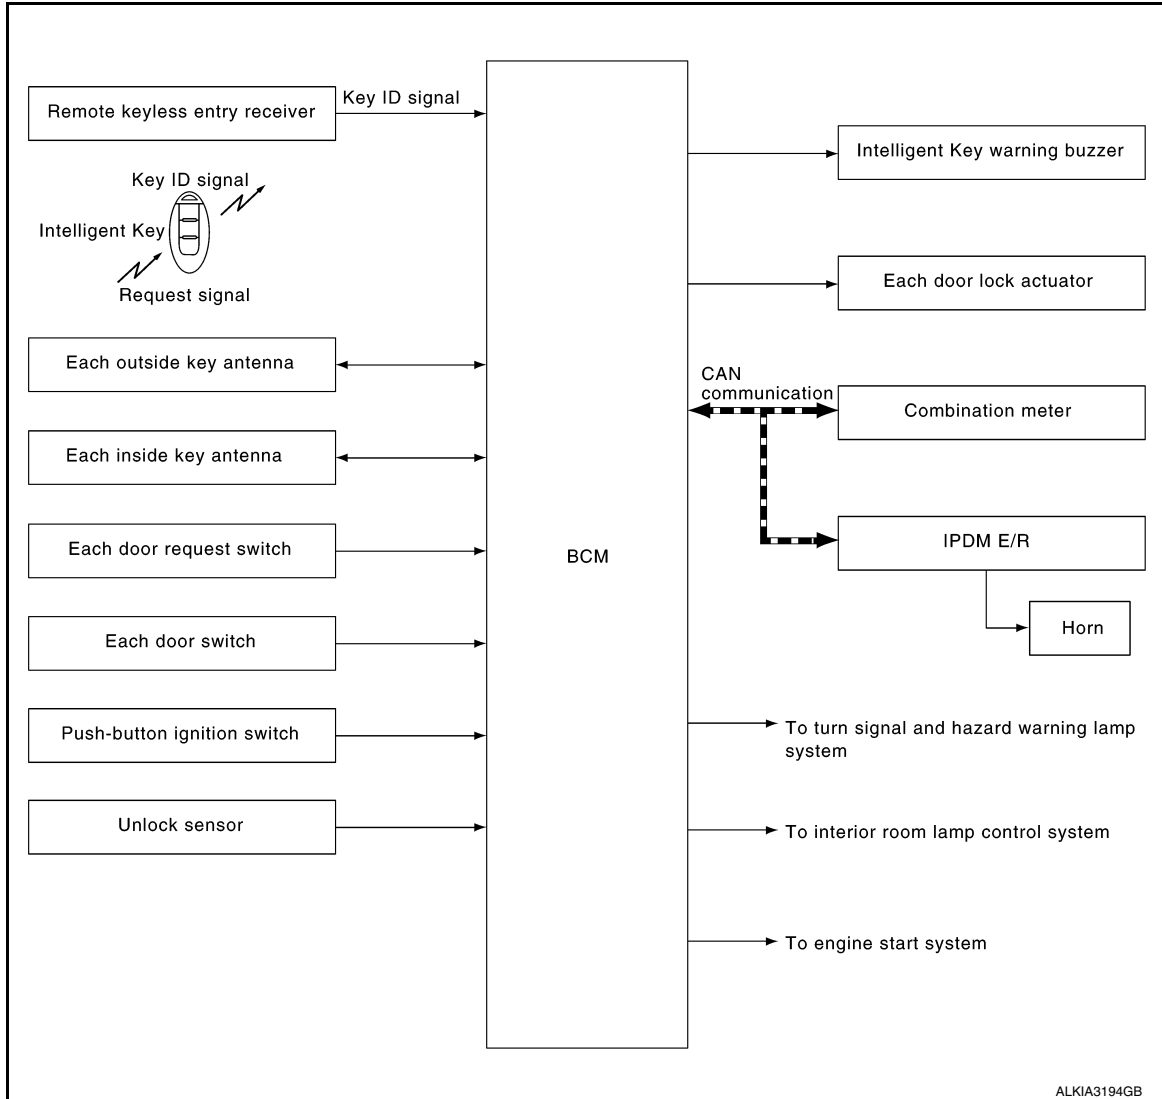 Remote keyless entry receiver
Key ID signal
Key ID signal
Intelligent Key
Request signal
Each outside key antenna
Each inside key antenna
Each door request switch
Each door switch
Push-button ignition switch
Unlock sensor
BCM
Intelligent Key warning buzzer
Each door lock actuator
CAN
communication
Combination meter
IPDM E/R
Horn
To turn signal and hazard warning lamp
system
To interior room lamp control system
To engine start system
ALKIA3194GB